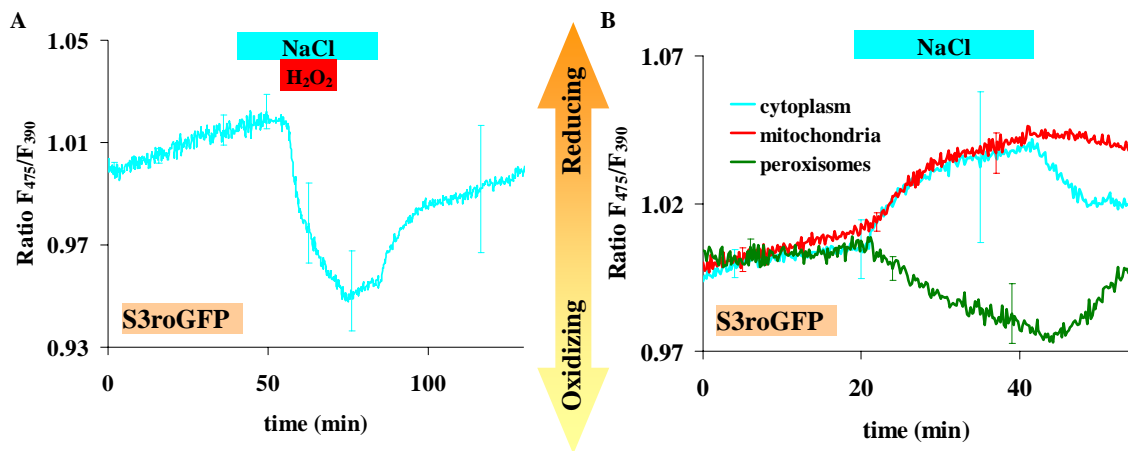 A
1.05
1.01
0.97
0.93
Ratio F475/F390
NaCl
H2O2
S3roGFP
0
50
100
time (min)
Reducing
Oxidizing
B
1.07
1.02
0.97
Ratio F475/F390
NaCl
cytoplasm
mitochondria
peroxisomes
S3roGFP
0
20
40
time (min)